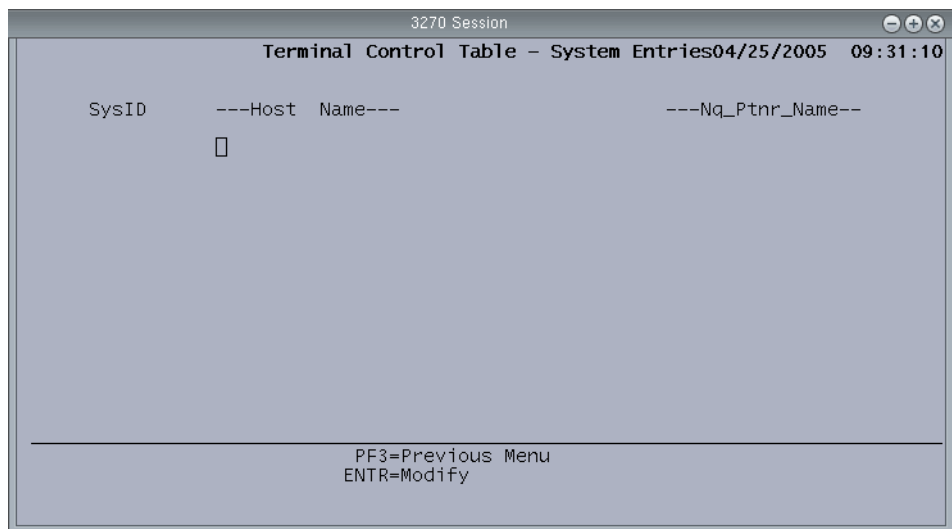 3270 Session
Terminal Control Table - System Entries04/25/2005 09:31:10
SysID ---Host Name--- ---Nq_Ptnr_Name--
PF3=Previous Menu
ENTR=Modify